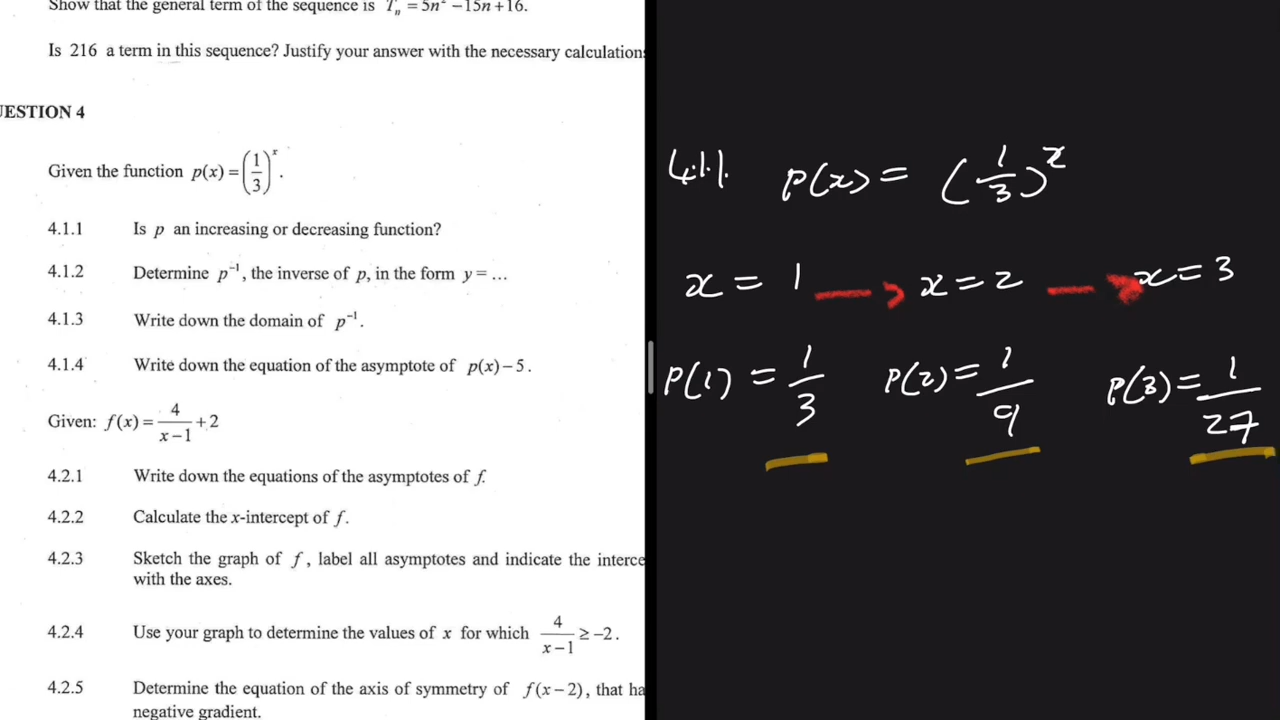 Show that the general term of the sequence is Tₙ = 5n² − 15n + 16.
Is 216 a term in this sequence? Justify your answer with the necessary calculation
UESTION 4
Given the function p(x) = (1/3)ˣ.
4.1.1 Is p an increasing or decreasing function?
4.1.2 Determine p⁻¹, the inverse of p, in the form y = ...
4.1.3 Write down the domain of p⁻¹.
4.1.4 Write down the equation of the asymptote of p(x) − 5.
Given: f(x) = 4/(x − 1) + 2
4.2.1 Write down the equations of the asymptotes of f.
4.2.2 Calculate the x-intercept of f.
4.2.3 Sketch the graph of f, label all asymptotes and indicate the interce
with the axes.
4.2.4 Use your graph to determine the values of x for which 4/(x − 1) ≥ −2.
4.2.5 Determine the equation of the axis of symmetry of f(x − 2), that ha
negative gradient.
4.1.1. p(x) = (1/3)ˣ
x = 1 → x = 2 → x = 3
p(1) = 1/3 p(2) = 1/9 p(3) = 1/27